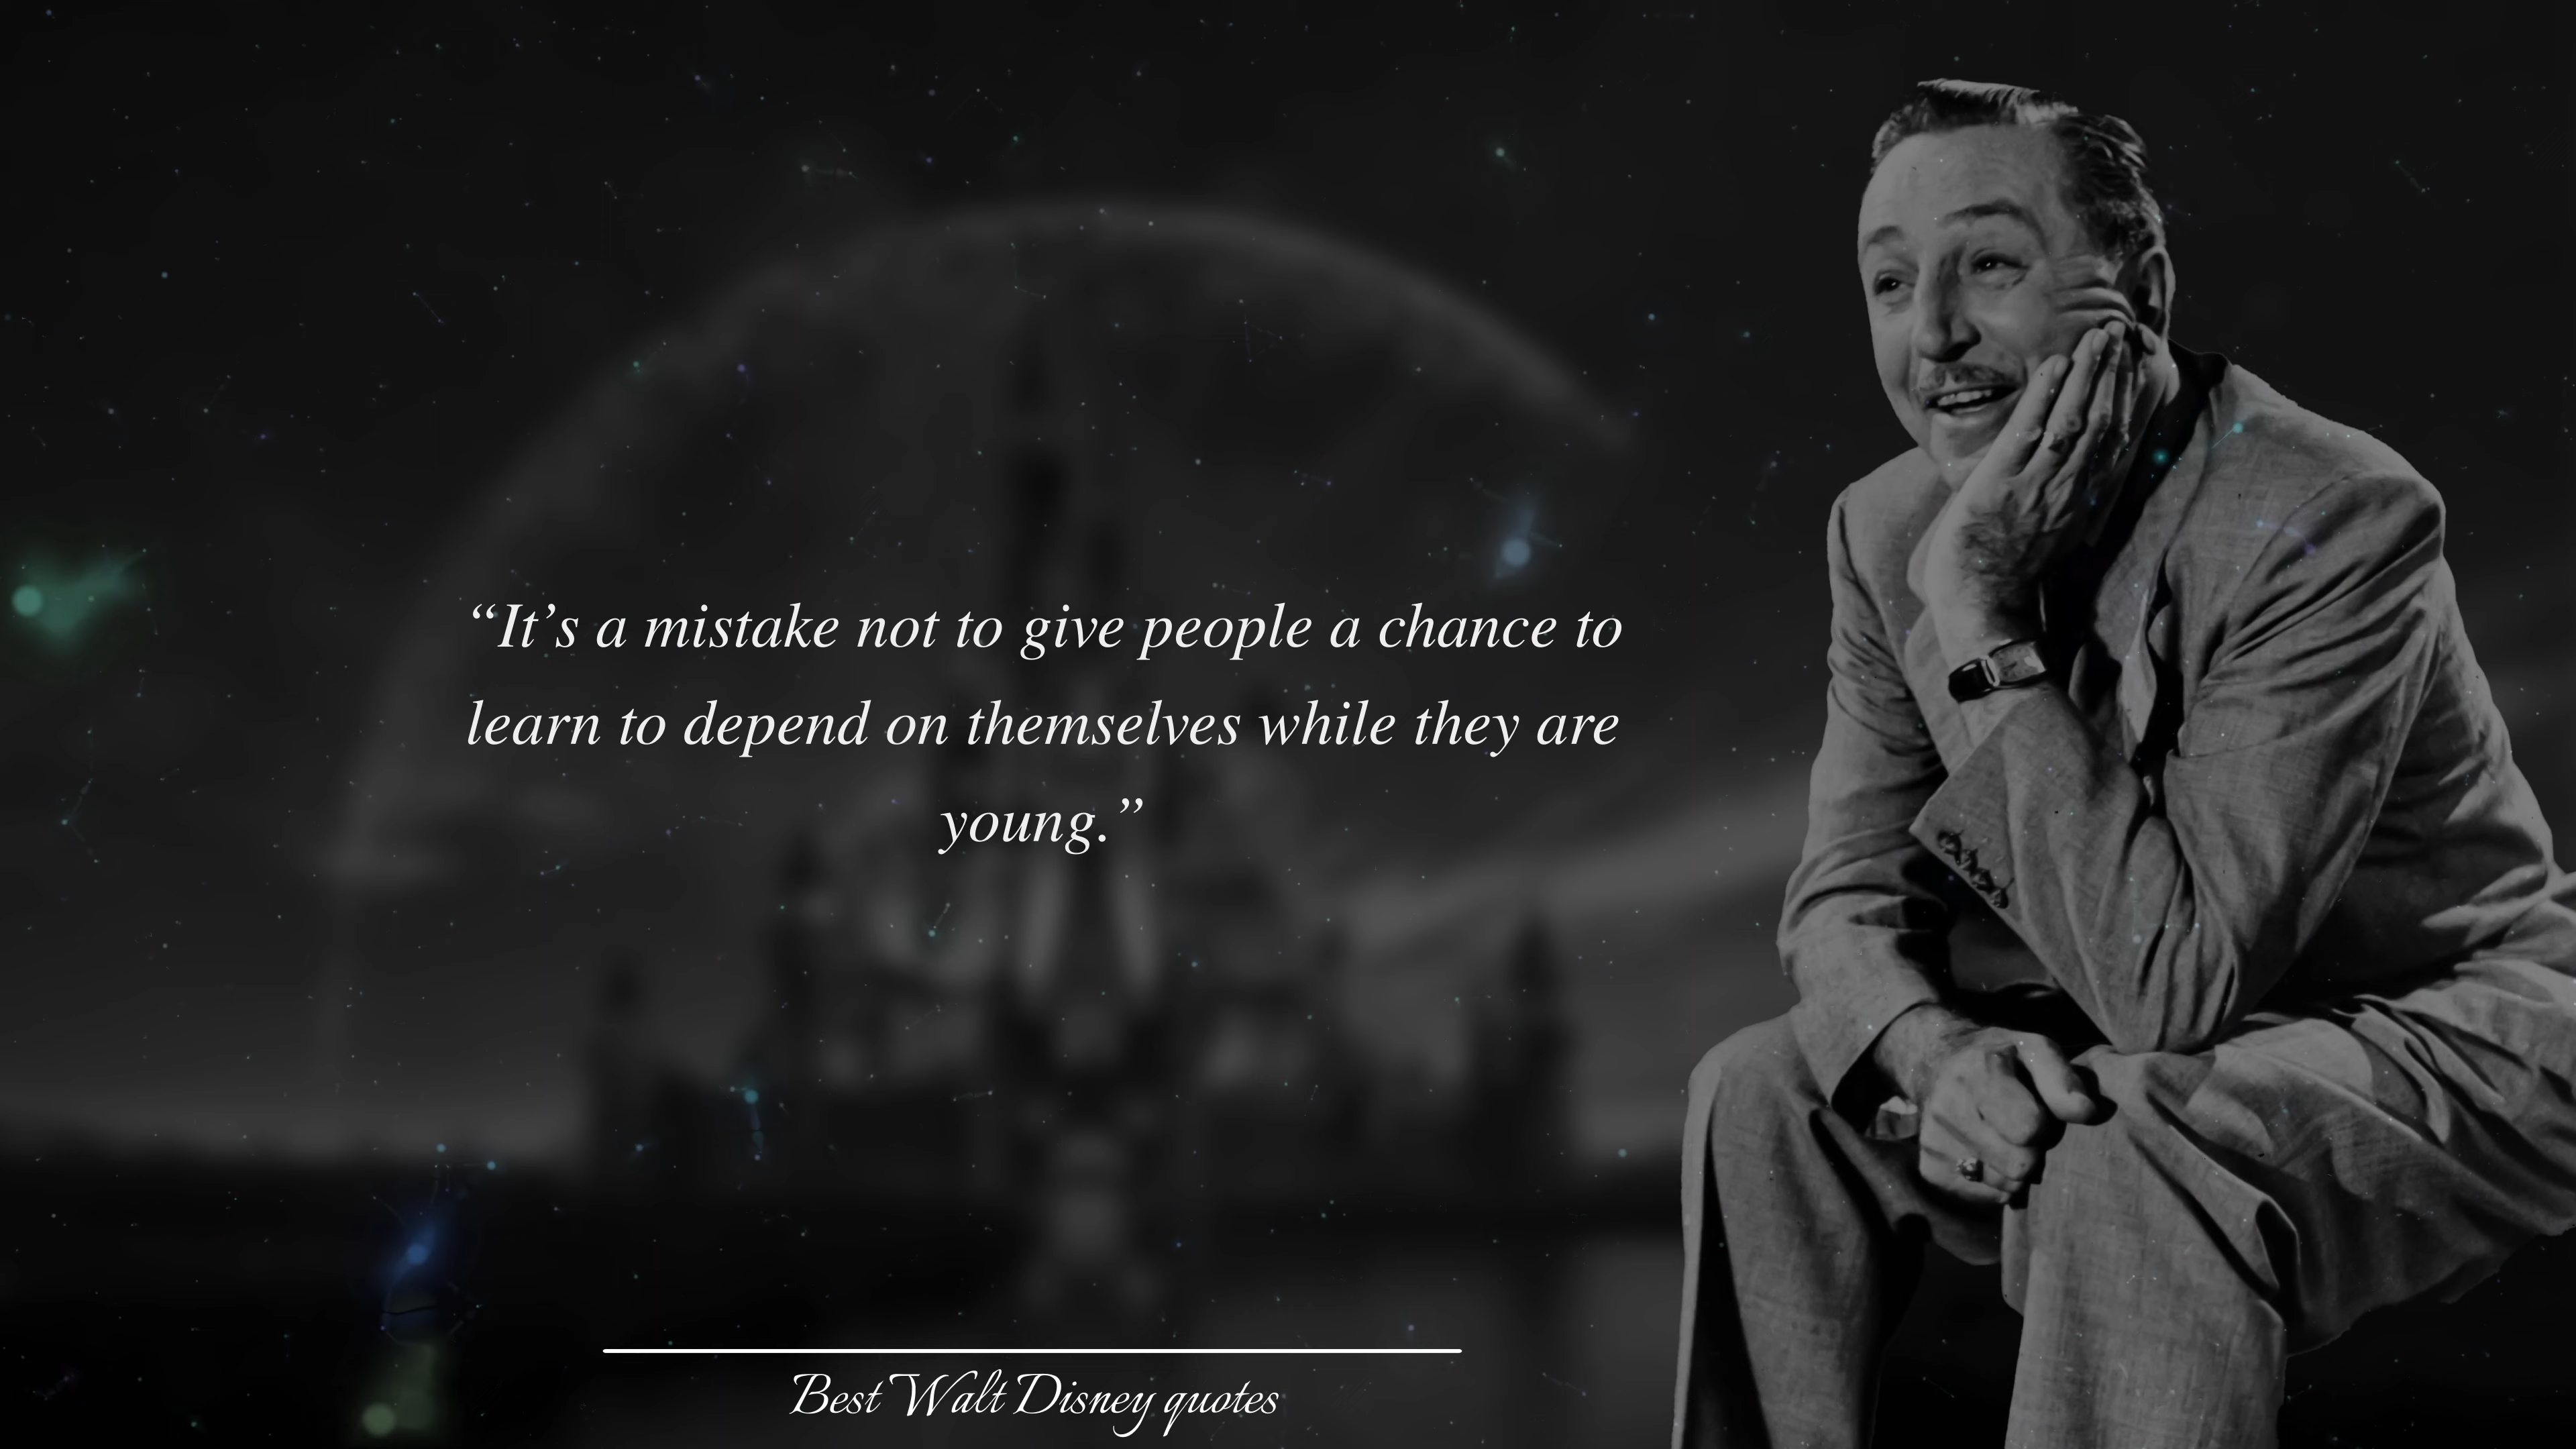 “It’s a mistake not to give people a chance to
learn to depend on themselves while they are
young.”
Best Walt Disney quotes